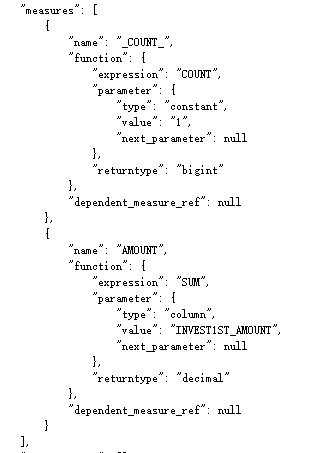 "measures": [
{
"name": "_COUNT_",
"function": {
"expression": "COUNT",
"parameter": {
"type": "constant",
"value": "1",
"next_parameter": null
},
"returntype": "bigint"
},
"dependent_measure_ref": null
},
{
"name": "AMOUNT",
"function": {
"expression": "SUM",
"parameter": {
"type": "column",
"value": "INVEST1ST_AMOUNT",
"next_parameter": null
},
"returntype": "decimal"
},
"dependent_measure_ref": null
}
],